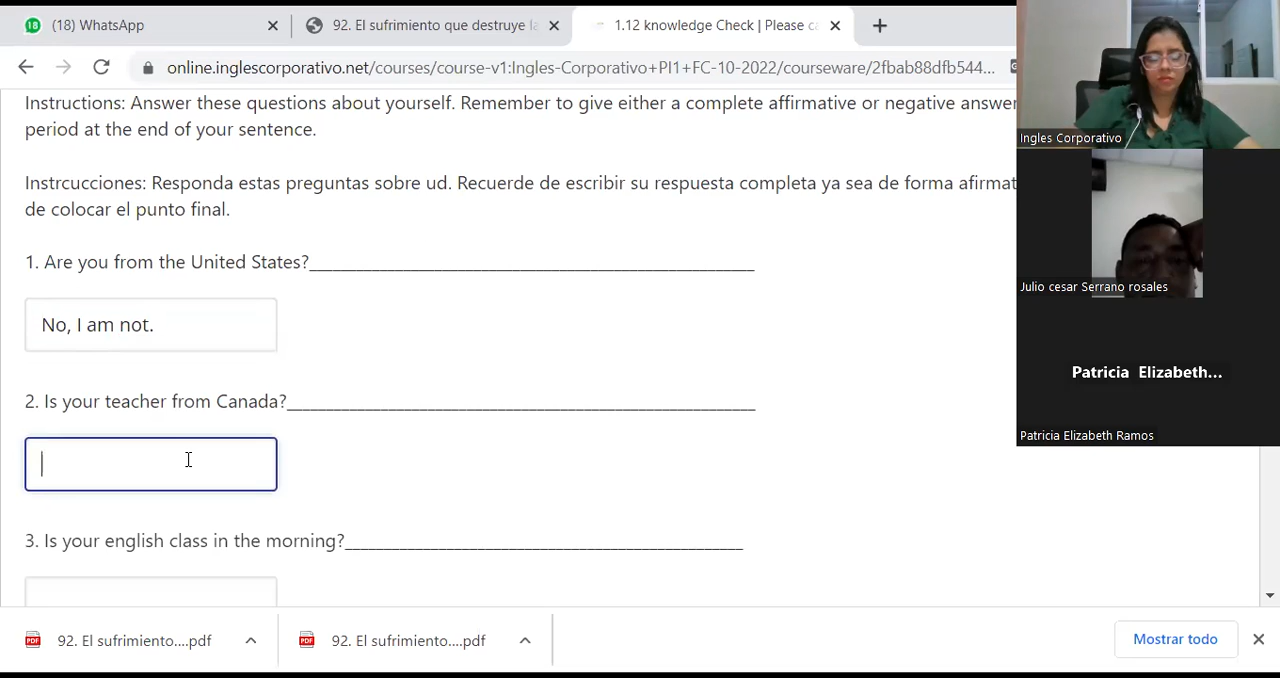 18 (18) WhatsApp
92. El sufrimiento que destruye la
1.12 knowledge Check | Please ca
online.inglescorporativo.net/courses/course-v1:Ingles-Corporativo+PI1+FC-10-2022/courseware/2fbab88dfb544...
Instructions: Answer these questions about yourself. Remember to give either a complete affirmative or negative answer
period at the end of your sentence.
Instrcucciones: Responda estas preguntas sobre ud. Recuerde de escribir su respuesta completa ya sea de forma afirmat
de colocar el punto final.
1. Are you from the United States?
No, I am not.
2. Is your teacher from Canada?
3. Is your english class in the morning?
Ingles Corporativo
Julio cesar Serrano rosales
Patricia Elizabeth...
Patricia Elizabeth Ramos
PDF 92. El sufrimiento....pdf
PDF 92. El sufrimiento....pdf
Mostrar todo